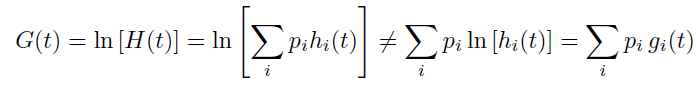 G(t) = ln [H(t)] = ln [∑_i p_i h_i(t)] ≠ ∑_i p_i ln [h_i(t)] = ∑_i p_i g_i(t)